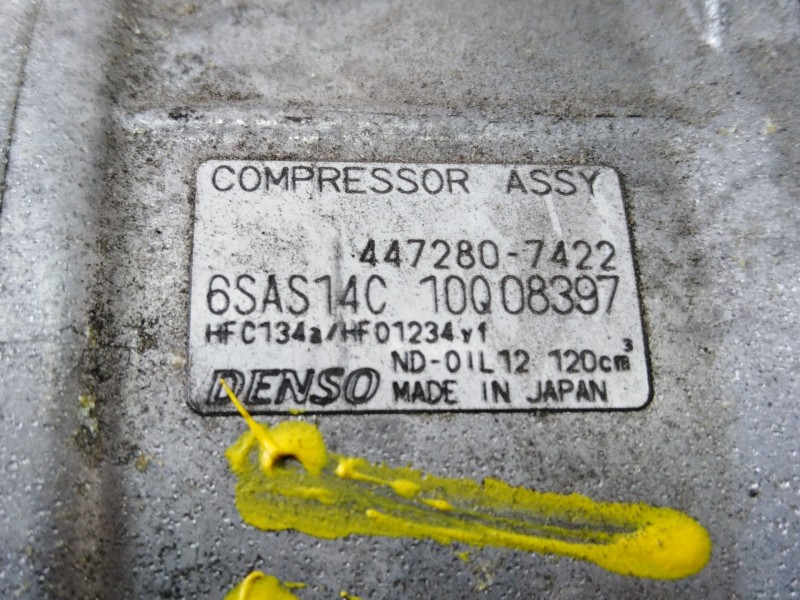 COMPRESSOR ASSY
447280-7422
6SAS14C 10Q08397
HFC134a/HFO1234yf
ND-OIL12 120cm³
DENSO MADE IN JAPAN